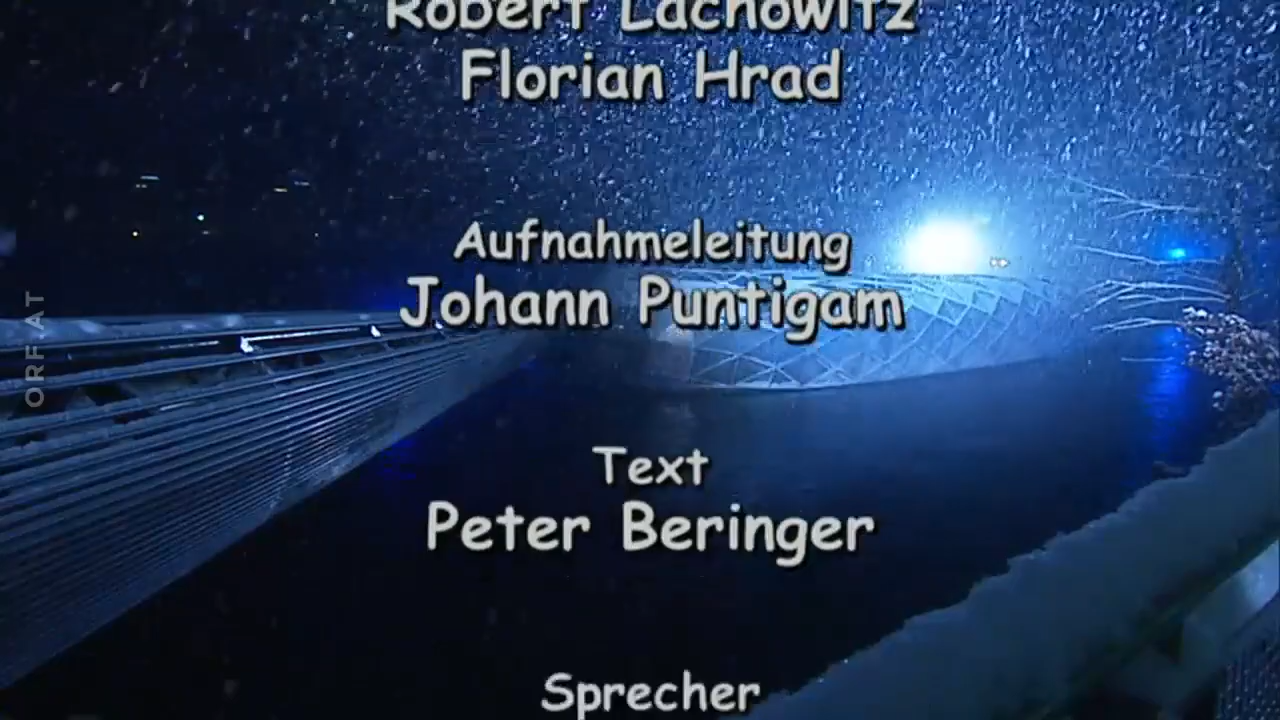 Robert Lachowitz
Florian Hrad
Aufnahmeleitung
Johann Puntigam
Text
Peter Beringer
Sprecher
ORF AT